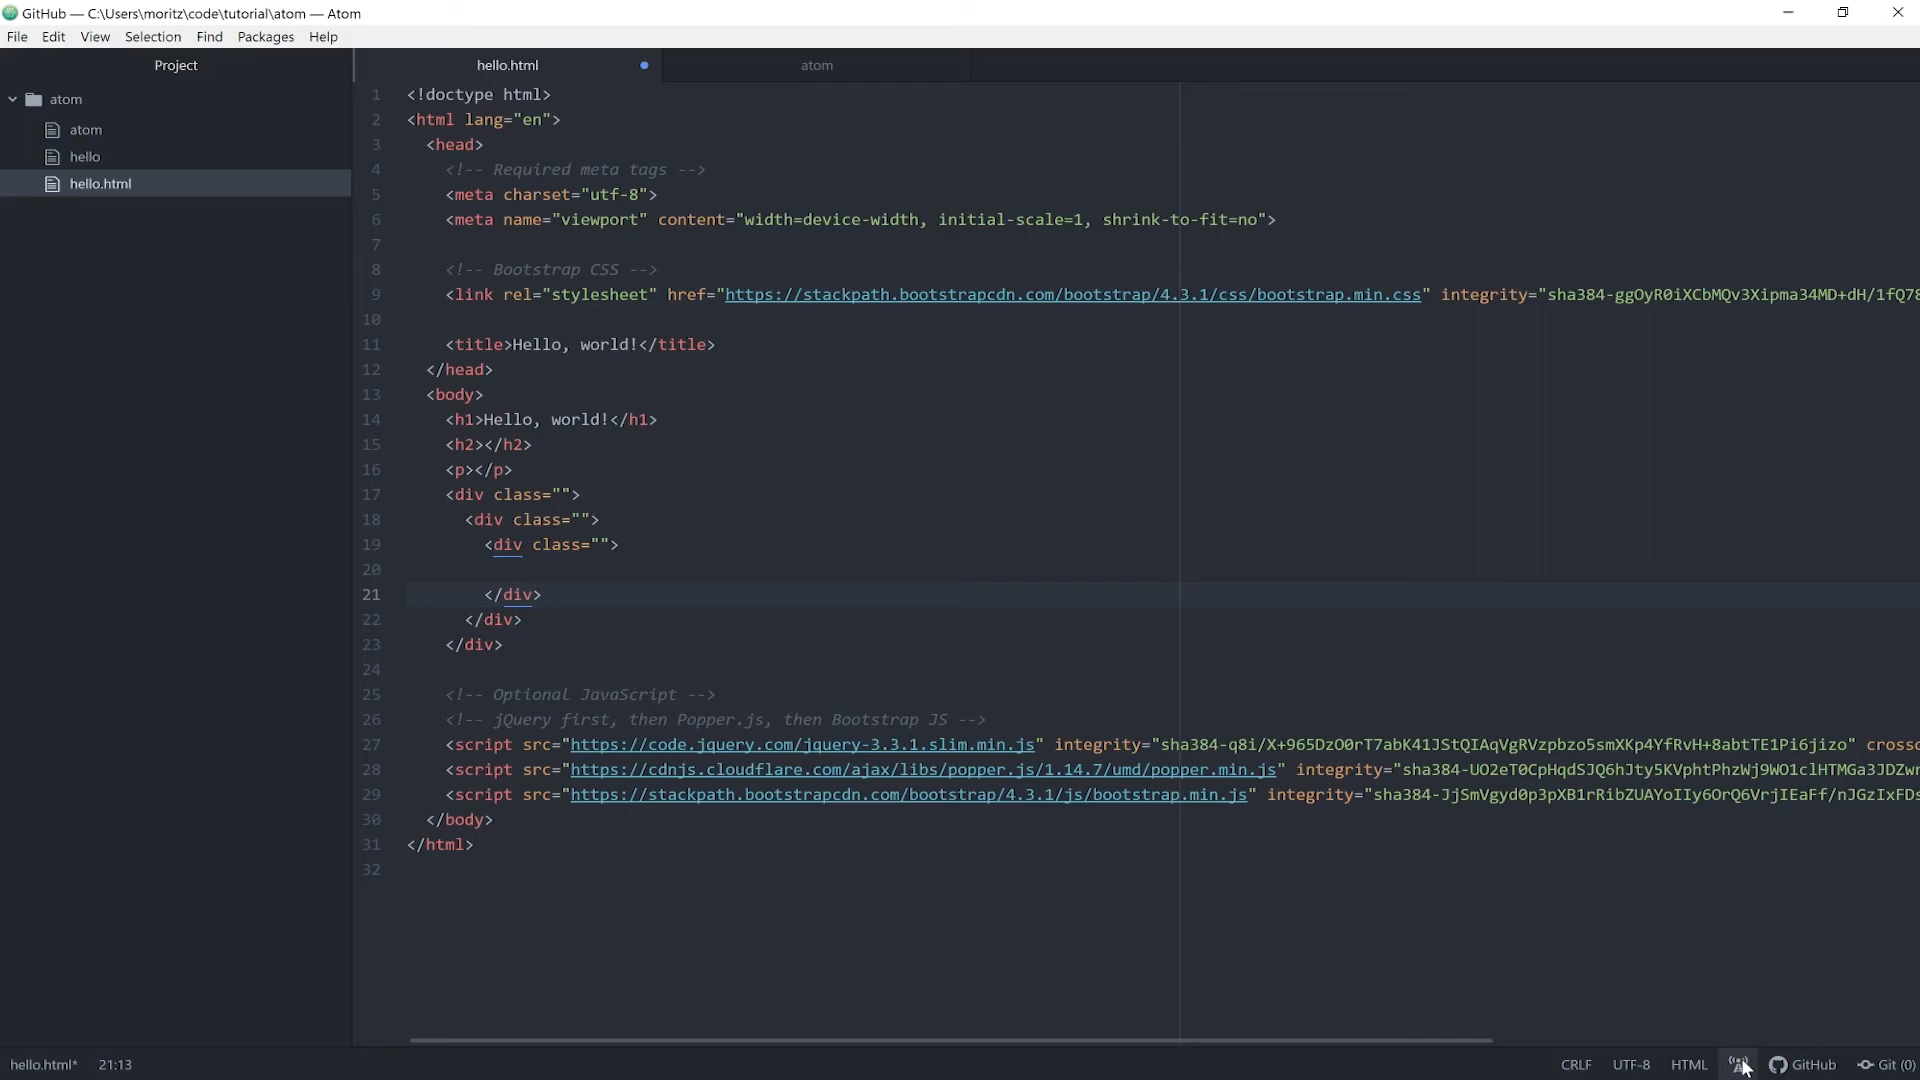 GitHub — C:\Users\moritz\code\tutorial\atom — Atom
File Edit View Selection Find Packages Help
Project
hello.html
atom
atom
atom
hello
hello.html
1 <!doctype html>
2 <html lang="en">
3 <head>
4 <!-- Required meta tags -->
5 <meta charset="utf-8">
6 <meta name="viewport" content="width=device-width, initial-scale=1, shrink-to-fit=no">
7
8 <!-- Bootstrap CSS -->
9 <link rel="stylesheet" href="https://stackpath.bootstrapcdn.com/bootstrap/4.3.1/css/bootstrap.min.css" integrity="sha384-ggOyR0iXCbMQv3Xipma34MD+dH/1fQ78
10
11 <title>Hello, world!</title>
12 </head>
13 <body>
14 <h1>Hello, world!</h1>
15 <h2></h2>
16 <p></p>
17 <div class="">
18 <div class="">
19 <div class="">
20
21 </div>
22 </div>
23 </div>
24
25 <!-- Optional JavaScript -->
26 <!-- jQuery first, then Popper.js, then Bootstrap JS -->
27 <script src="https://code.jquery.com/jquery-3.3.1.slim.min.js" integrity="sha384-q8i/X+965DzO0rT7abK41JStQIAqVgRVzpbzo5smXKp4YfRvH+8abtTE1Pi6jizo" crosso
28 <script src="https://cdnjs.cloudflare.com/ajax/libs/popper.js/1.14.7/umd/popper.min.js" integrity="sha384-UO2eT0CpHqdSJQ6hJty5KVphtPhzWj9WO1clHTMGa3JDZwr
29 <script src="https://stackpath.bootstrapcdn.com/bootstrap/4.3.1/js/bootstrap.min.js" integrity="sha384-JjSmVgyd0p3pXB1rRibZUAYoIIy6OrQ6VrjIEaFf/nJGzIxFDs
30 </body>
31 </html>
32
hello.html* 21:13
CRLF UTF-8 HTML GitHub Git (0)